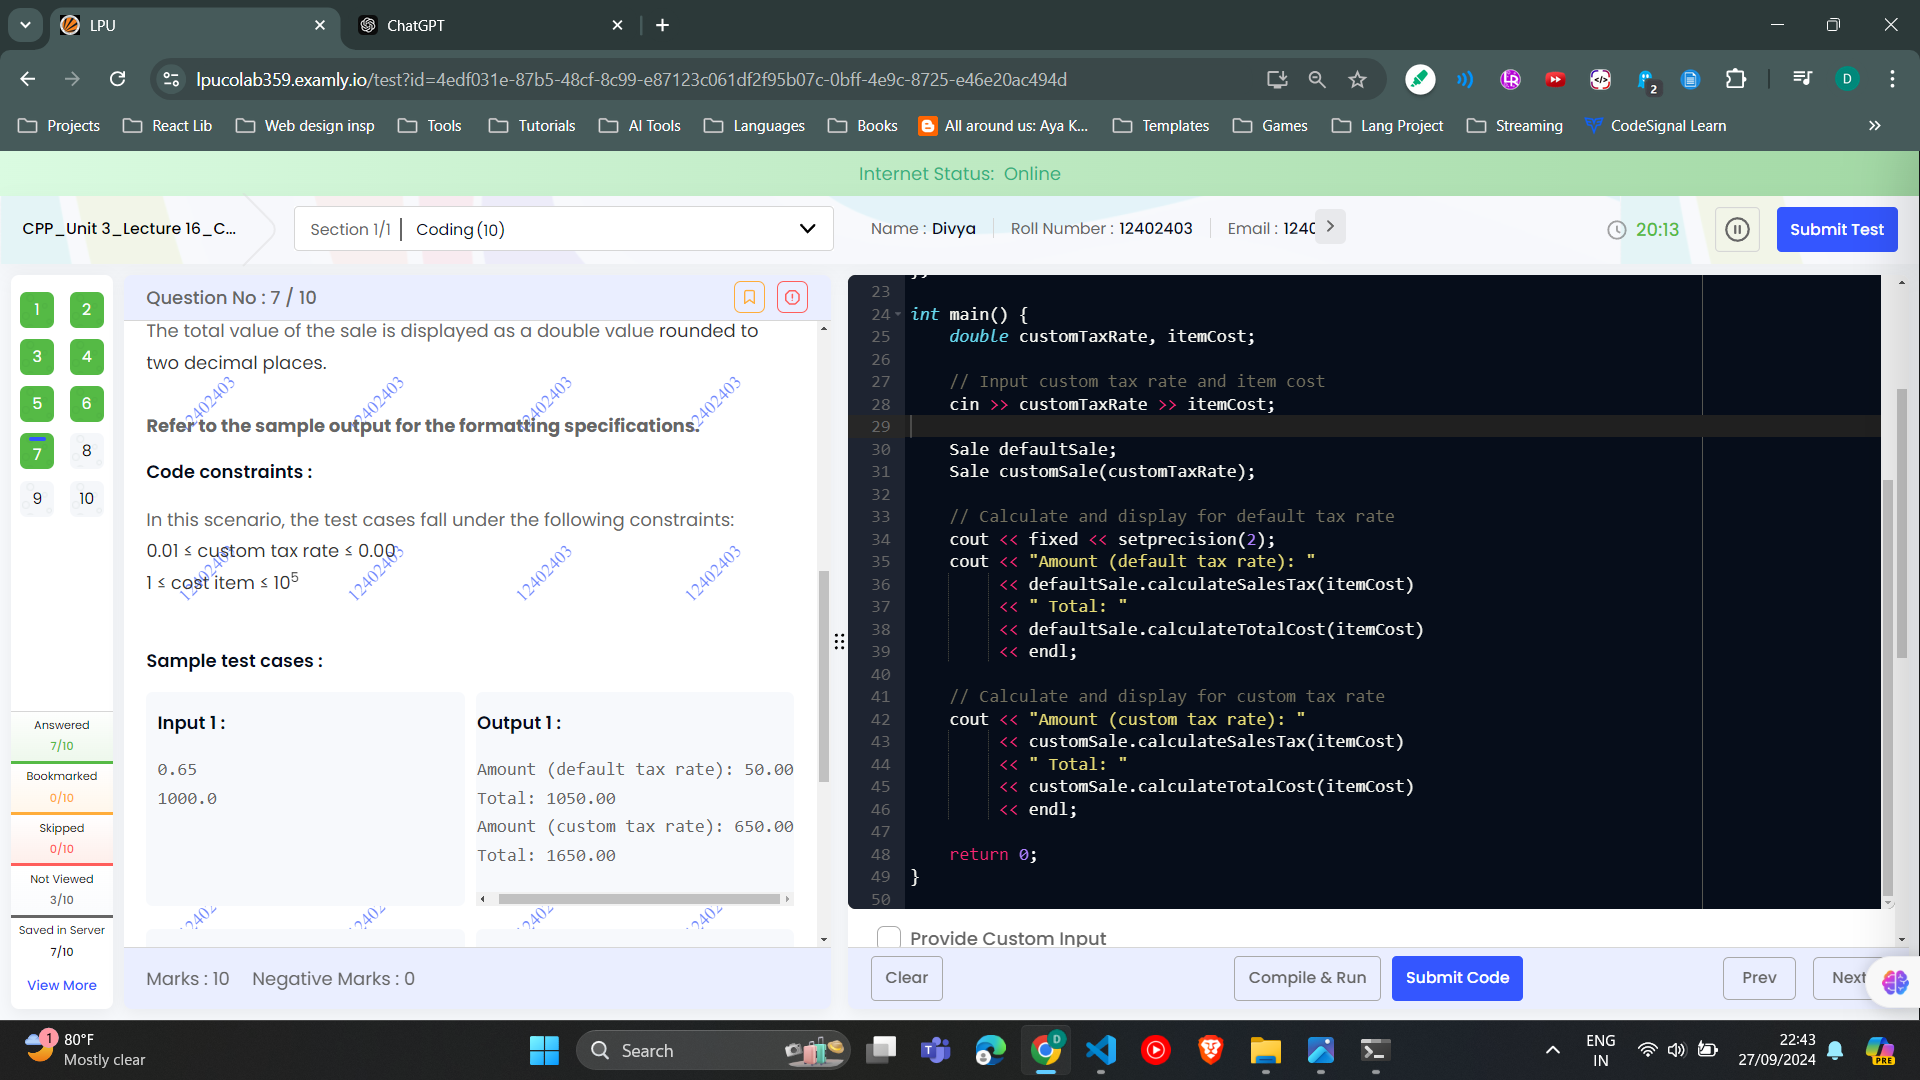 LPU
ChatGPT
lpucolab359.examly.io/test?id=4edf031e-87b5-48cf-8c99-e87123c061df2f95b07c-0bff-4e9c-8725-e46e20ac494d
2
D
Projects
React Lib
Web design insp
Tools
Tutorials
AI Tools
Languages
Books
All around us: Aya K...
Templates
Games
Lang Project
Streaming
CodeSignal Learn
Internet Status: Online
CPP_Unit 3_Lecture 16_C...
Section 1/1 | Coding (10)
Name : Divya
Roll Number : 12402403
Email : 1240
20:13
Submit Test
1 2
3 4
5 6
7 8
9 10
Answered
7/10
Bookmarked
0/10
Skipped
0/10
Not Viewed
3/10
Saved in Server
7/10
View More
Question No : 7 / 10
The total value of the sale is displayed as a double value rounded to
two decimal places.
12402403 12402403 12402403 12402403
Refer to the sample output for the formatting specifications.
Code constraints :
In this scenario, the test cases fall under the following constraints:
0.01 ≤ custom tax rate ≤ 0.00
1 ≤ cost item ≤ 10⁵
12402403 12402403 12402403 12402403
Sample test cases :
Input 1 :
0.65
1000.0
Output 1 :
Amount (default tax rate): 50.00
Total: 1050.00
Amount (custom tax rate): 650.00
Total: 1650.00
Marks : 10
Negative Marks : 0
23
24 int main() {
25 double customTaxRate, itemCost;
26
27 // Input custom tax rate and item cost
28 cin >> customTaxRate >> itemCost;
29
30 Sale defaultSale;
31 Sale customSale(customTaxRate);
32
33 // Calculate and display for default tax rate
34 cout << fixed << setprecision(2);
35 cout << "Amount (default tax rate): "
36 << defaultSale.calculateSalesTax(itemCost)
37 << " Total: "
38 << defaultSale.calculateTotalCost(itemCost)
39 << endl;
40
41 // Calculate and display for custom tax rate
42 cout << "Amount (custom tax rate): "
43 << customSale.calculateSalesTax(itemCost)
44 << " Total: "
45 << customSale.calculateTotalCost(itemCost)
46 << endl;
47
48 return 0;
49 }
50
Provide Custom Input
Clear
Compile & Run
Submit Code
Prev
Next
1
80°F
Mostly clear
Search
D
ENG
IN
22:43
27/09/2024
PRE